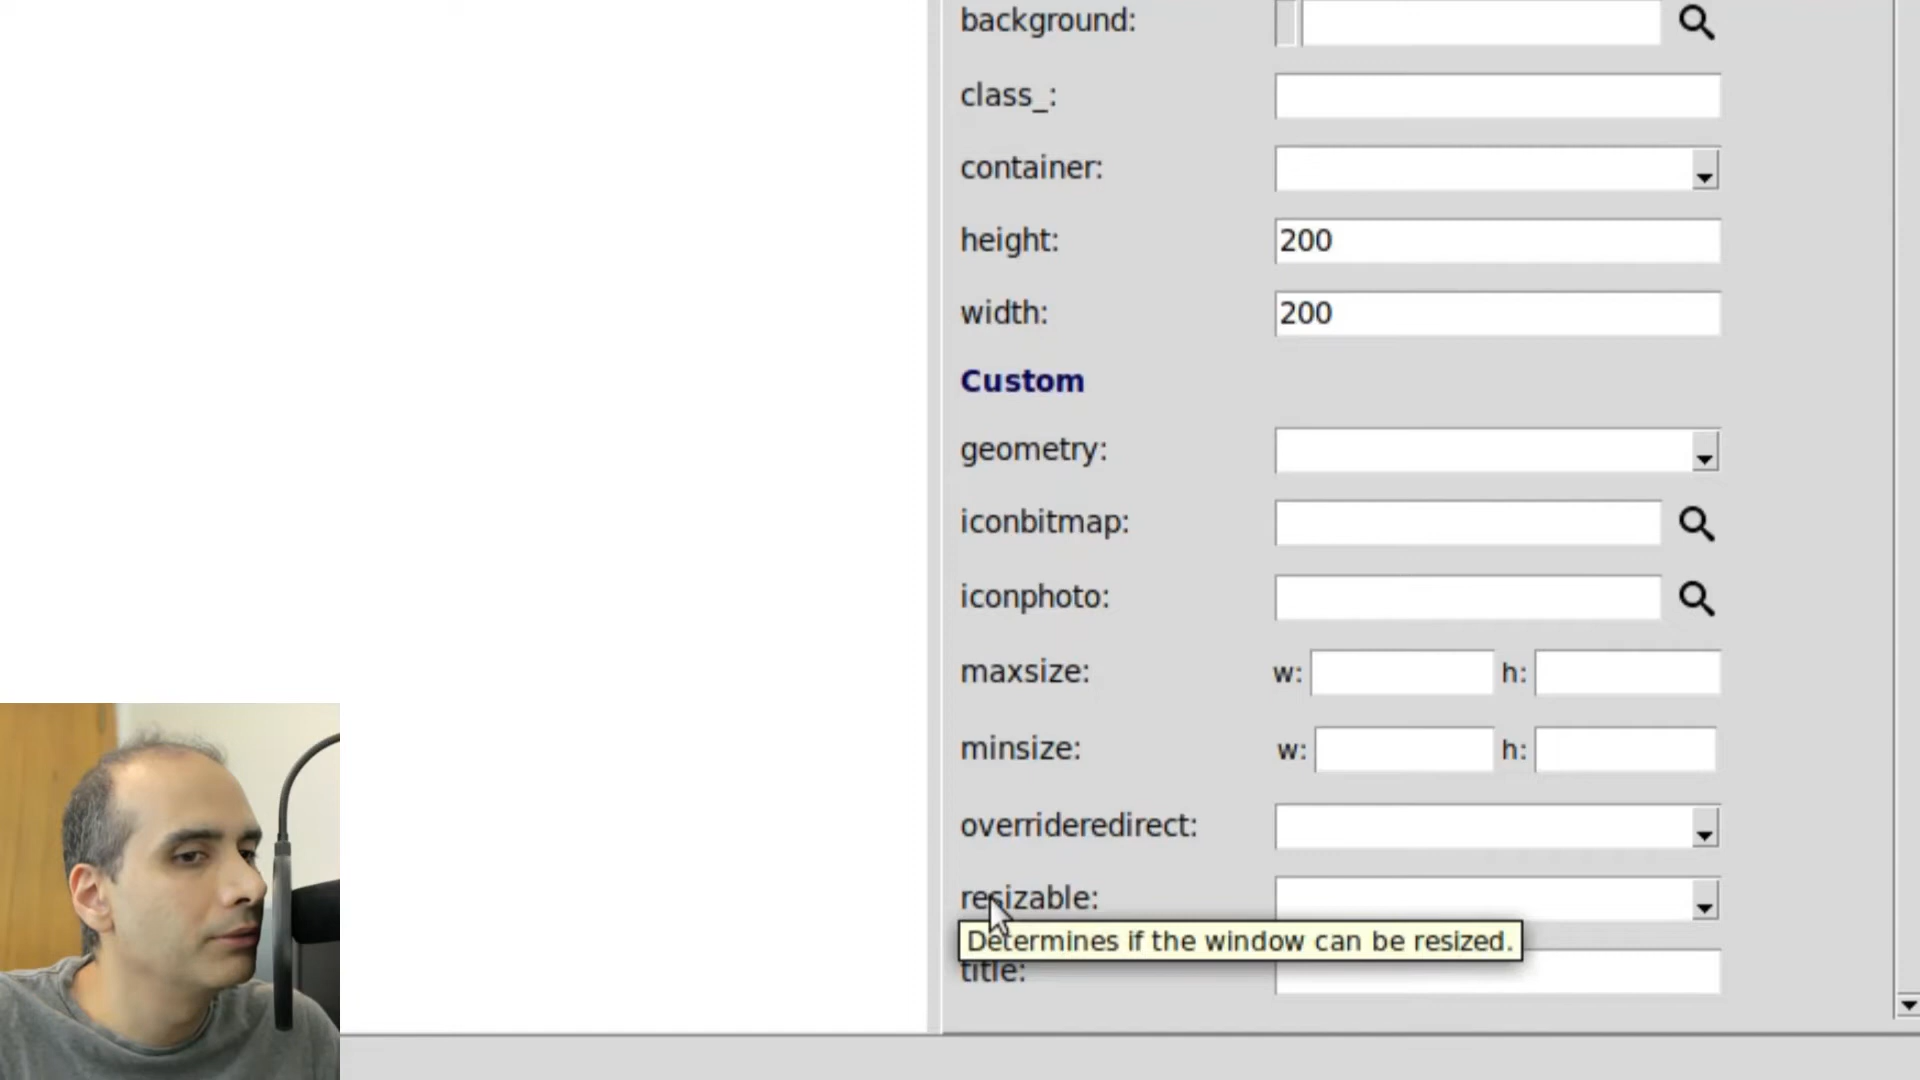 background:
class_:
container:
height: 200
width: 200
Custom
geometry:
iconbitmap:
iconphoto:
maxsize: w: h:
minsize: w: h:
overrideredirect:
resizable:
Determines if the window can be resized.
title: